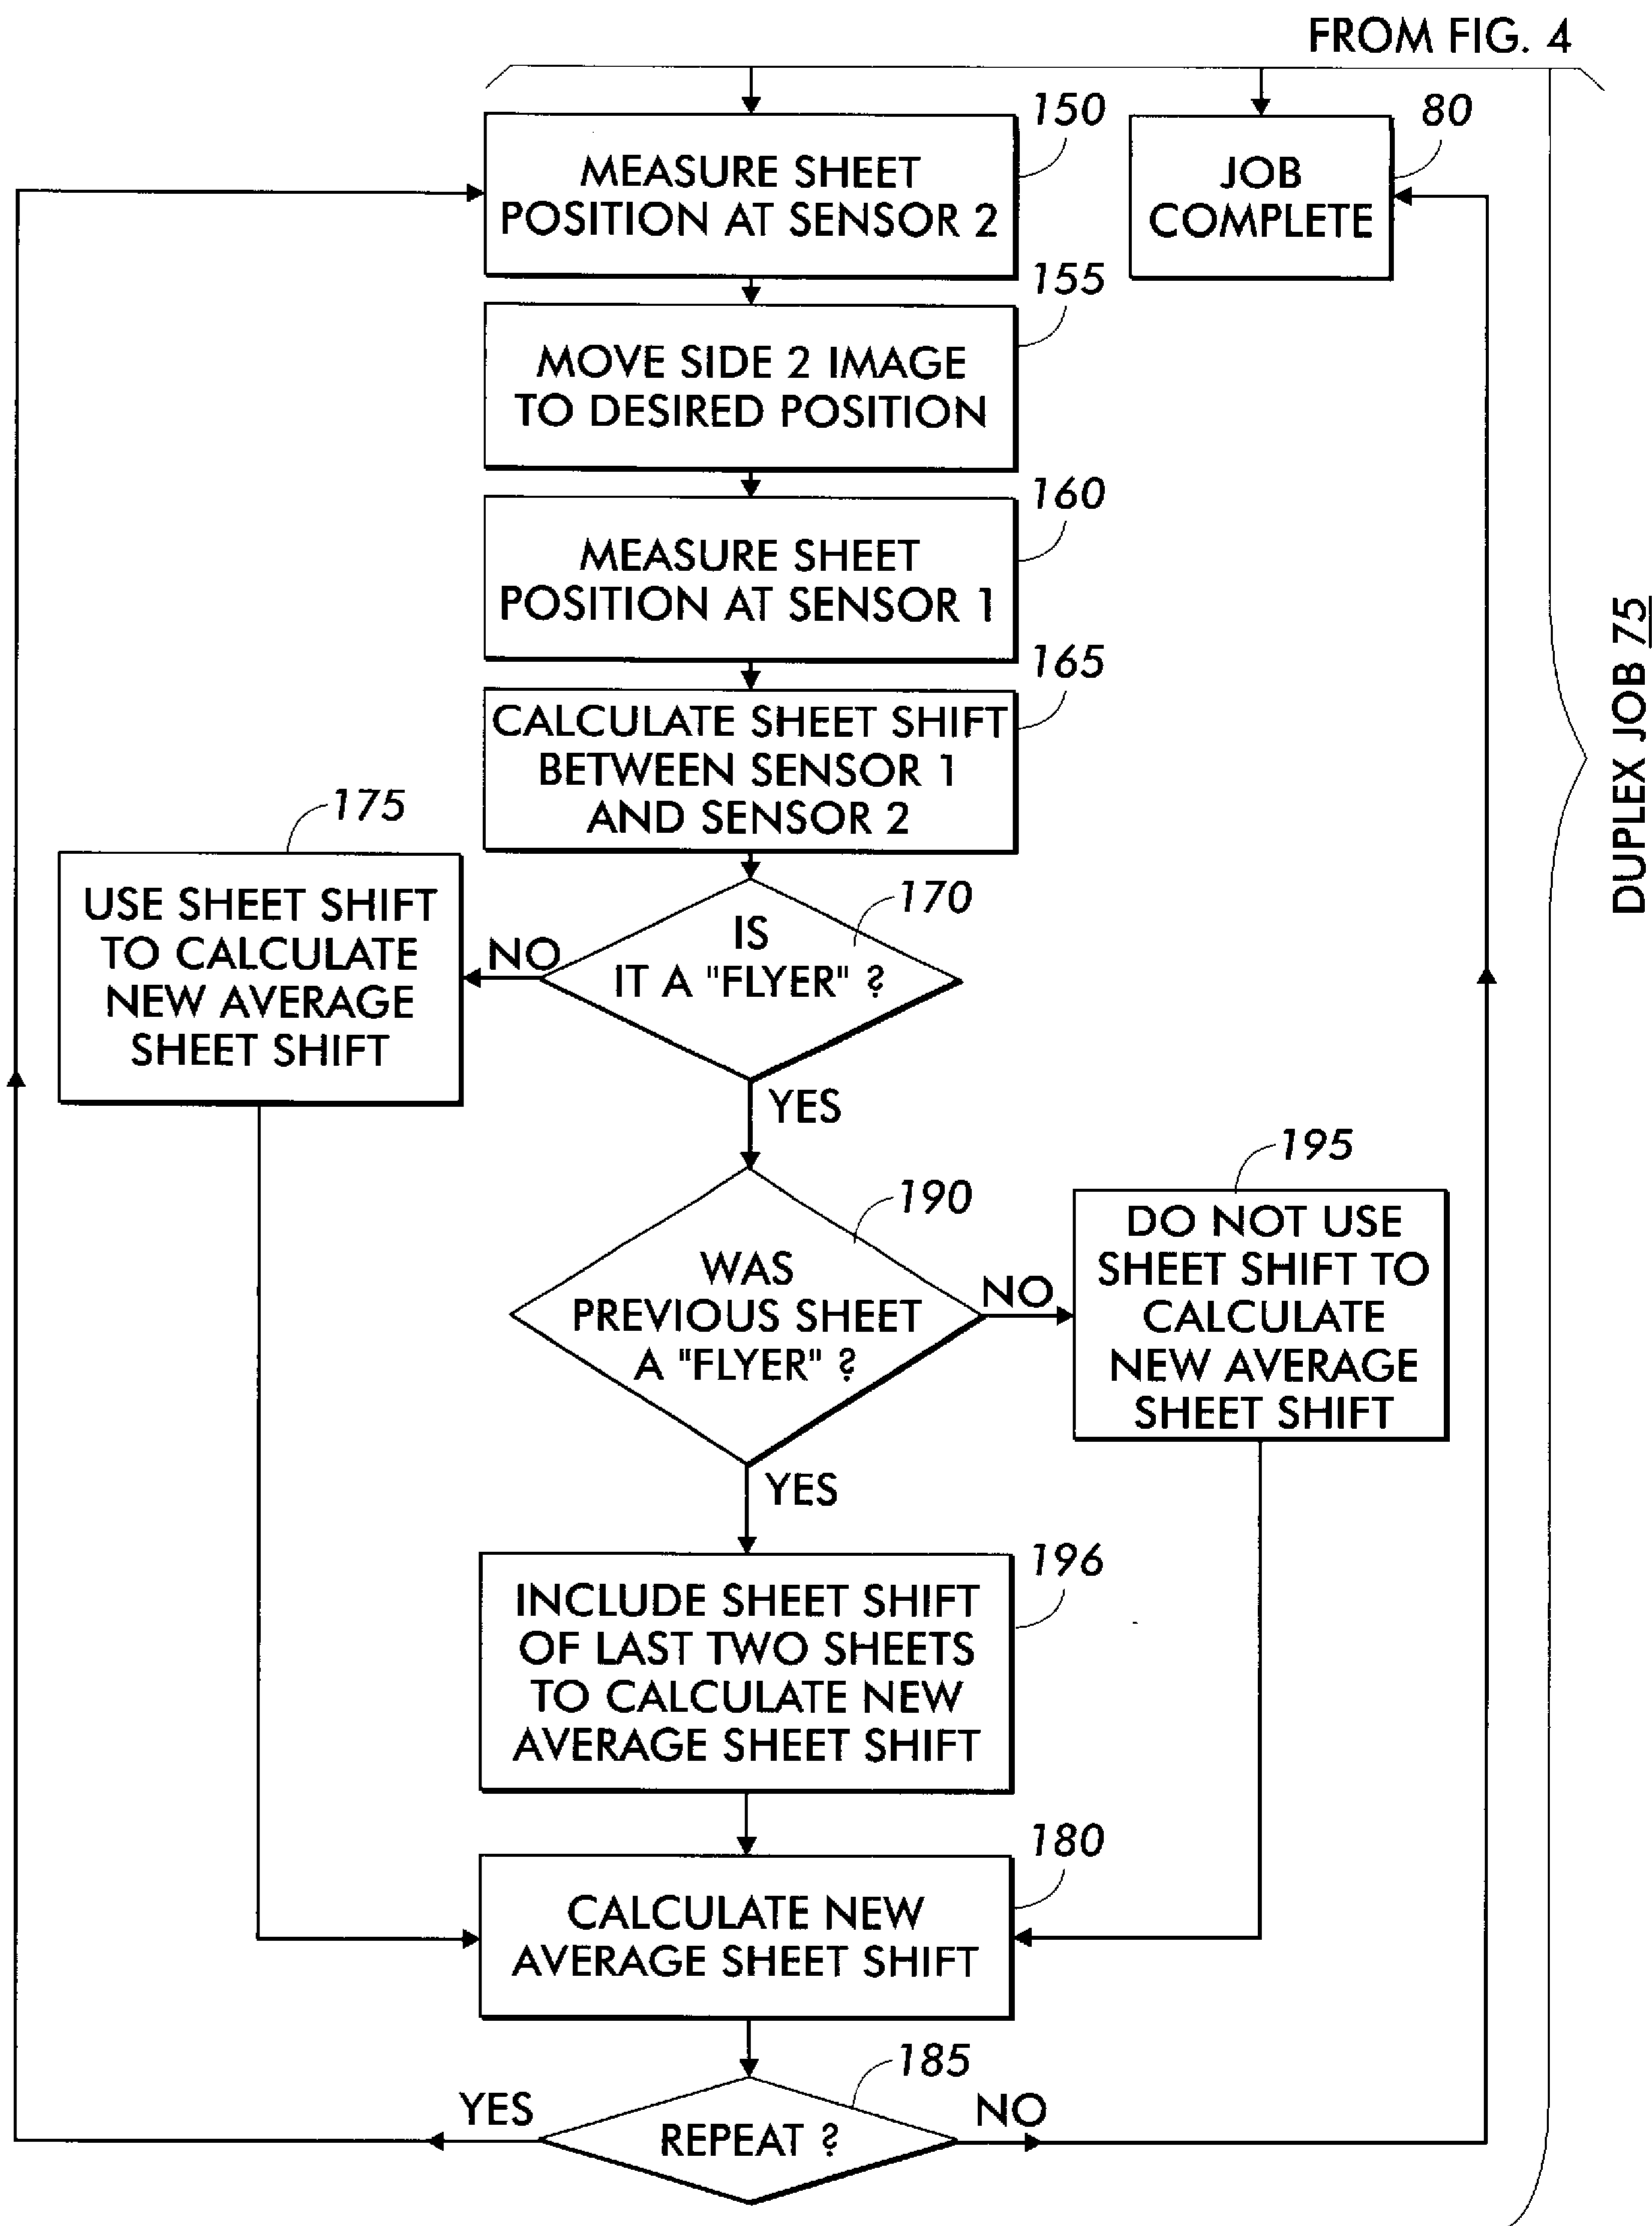 FROM FIG. 4
150
MEASURE SHEET
POSITION AT SENSOR 2
80
JOB
COMPLETE
155
MOVE SIDE 2 IMAGE
TO DESIRED POSITION
160
MEASURE SHEET
POSITION AT SENSOR 1
165
CALCULATE SHEET SHIFT
BETWEEN SENSOR 1
AND SENSOR 2
175
USE SHEET SHIFT
TO CALCULATE
NEW AVERAGE
SHEET SHIFT
NO
170
IS
IT A "FLYER" ?
YES
190
WAS
PREVIOUS SHEET
A "FLYER" ?
NO
195
DO NOT USE
SHEET SHIFT TO
CALCULATE
NEW AVERAGE
SHEET SHIFT
YES
196
INCLUDE SHEET SHIFT
OF LAST TWO SHEETS
TO CALCULATE NEW
AVERAGE SHEET SHIFT
180
CALCULATE NEW
AVERAGE SHEET SHIFT
185
YES
REPEAT ?
NO
DUPLEX JOB 75